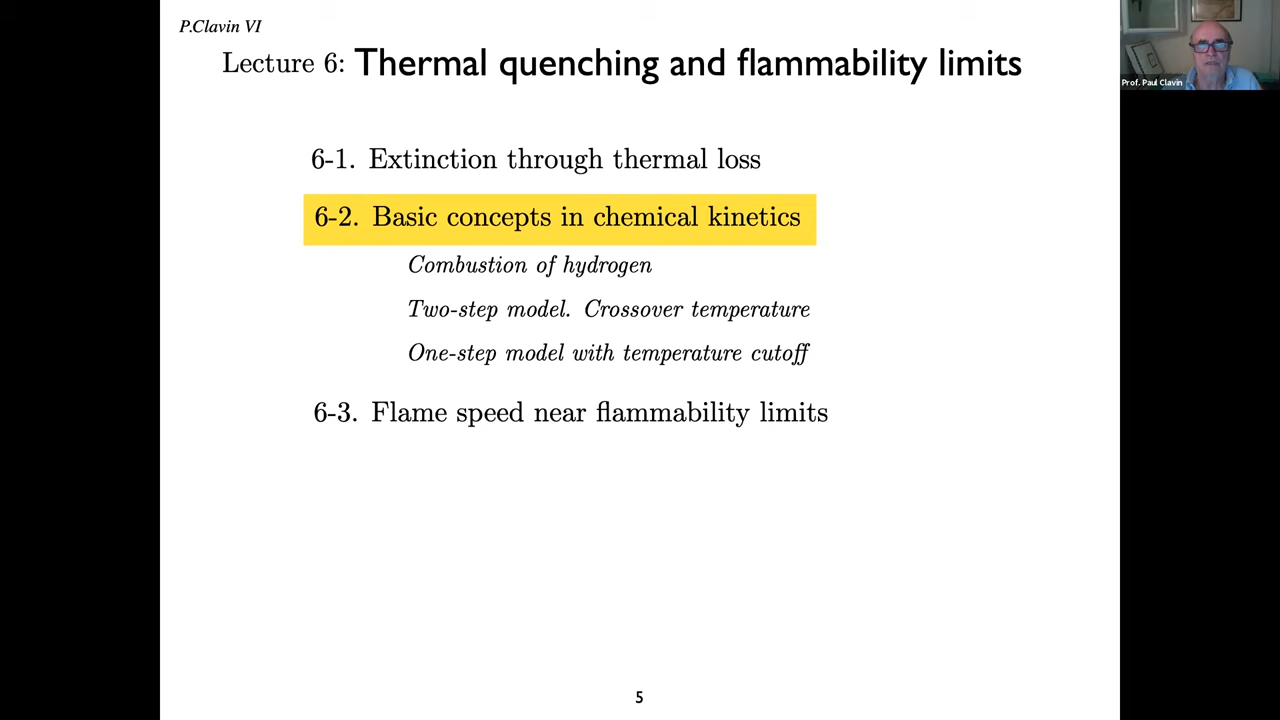 P.Clavin VI
Lecture 6: Thermal quenching and flammability limits
Prof. Paul Clavin
6-1. Extinction through thermal loss
6-2. Basic concepts in chemical kinetics
Combustion of hydrogen
Two-step model. Crossover temperature
One-step model with temperature cutoff
6-3. Flame speed near flammability limits
5